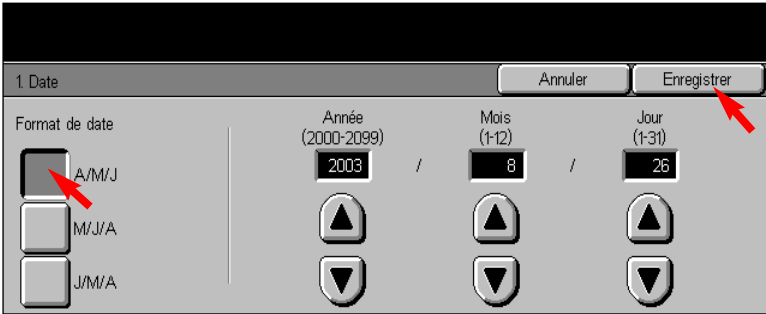 1. Date
Annuler
Enregistrer
Format de date
Année
(2000-2099)
Mois
(1-12)
Jour
(1-31)
2003 / 8 / 26
A/M/J
M/J/A
J/M/A